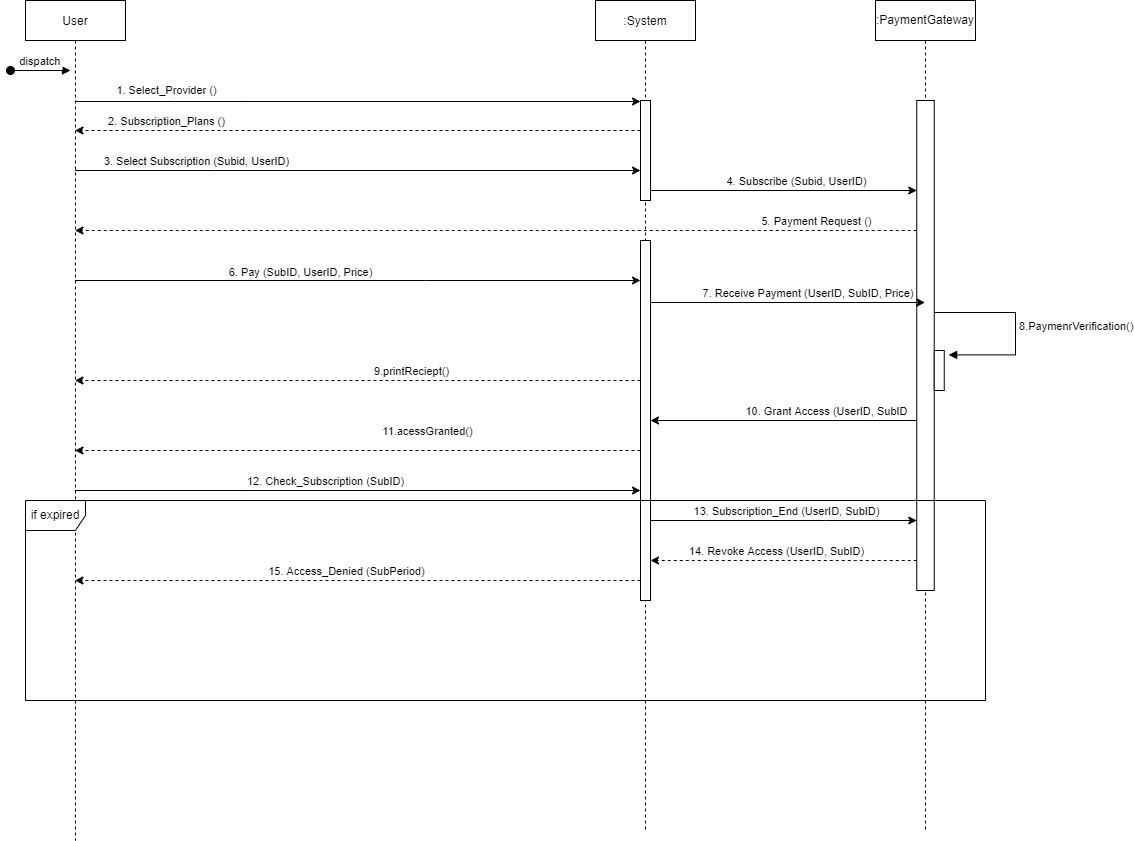 User
:System
:PaymentGateway
dispatch
1. Select_Provider ()
2. Subscription_Plans ()
3. Select Subscription (Subid, UserID)
4. Subscribe (Subid, UserID)
5. Payment Request ()
6. Pay (SubID, UserID, Price)
7. Receive Payment (UserID, SubID, Price)
8.PaymenrVerification()
9.printReciept()
10. Grant Access (UserID, SubID
11.acessGranted()
12. Check_Subscription (SubID)
if expired
13. Subscription_End (UserID, SubID)
14. Revoke Access (UserID, SubID)
15. Access_Denied (SubPeriod)